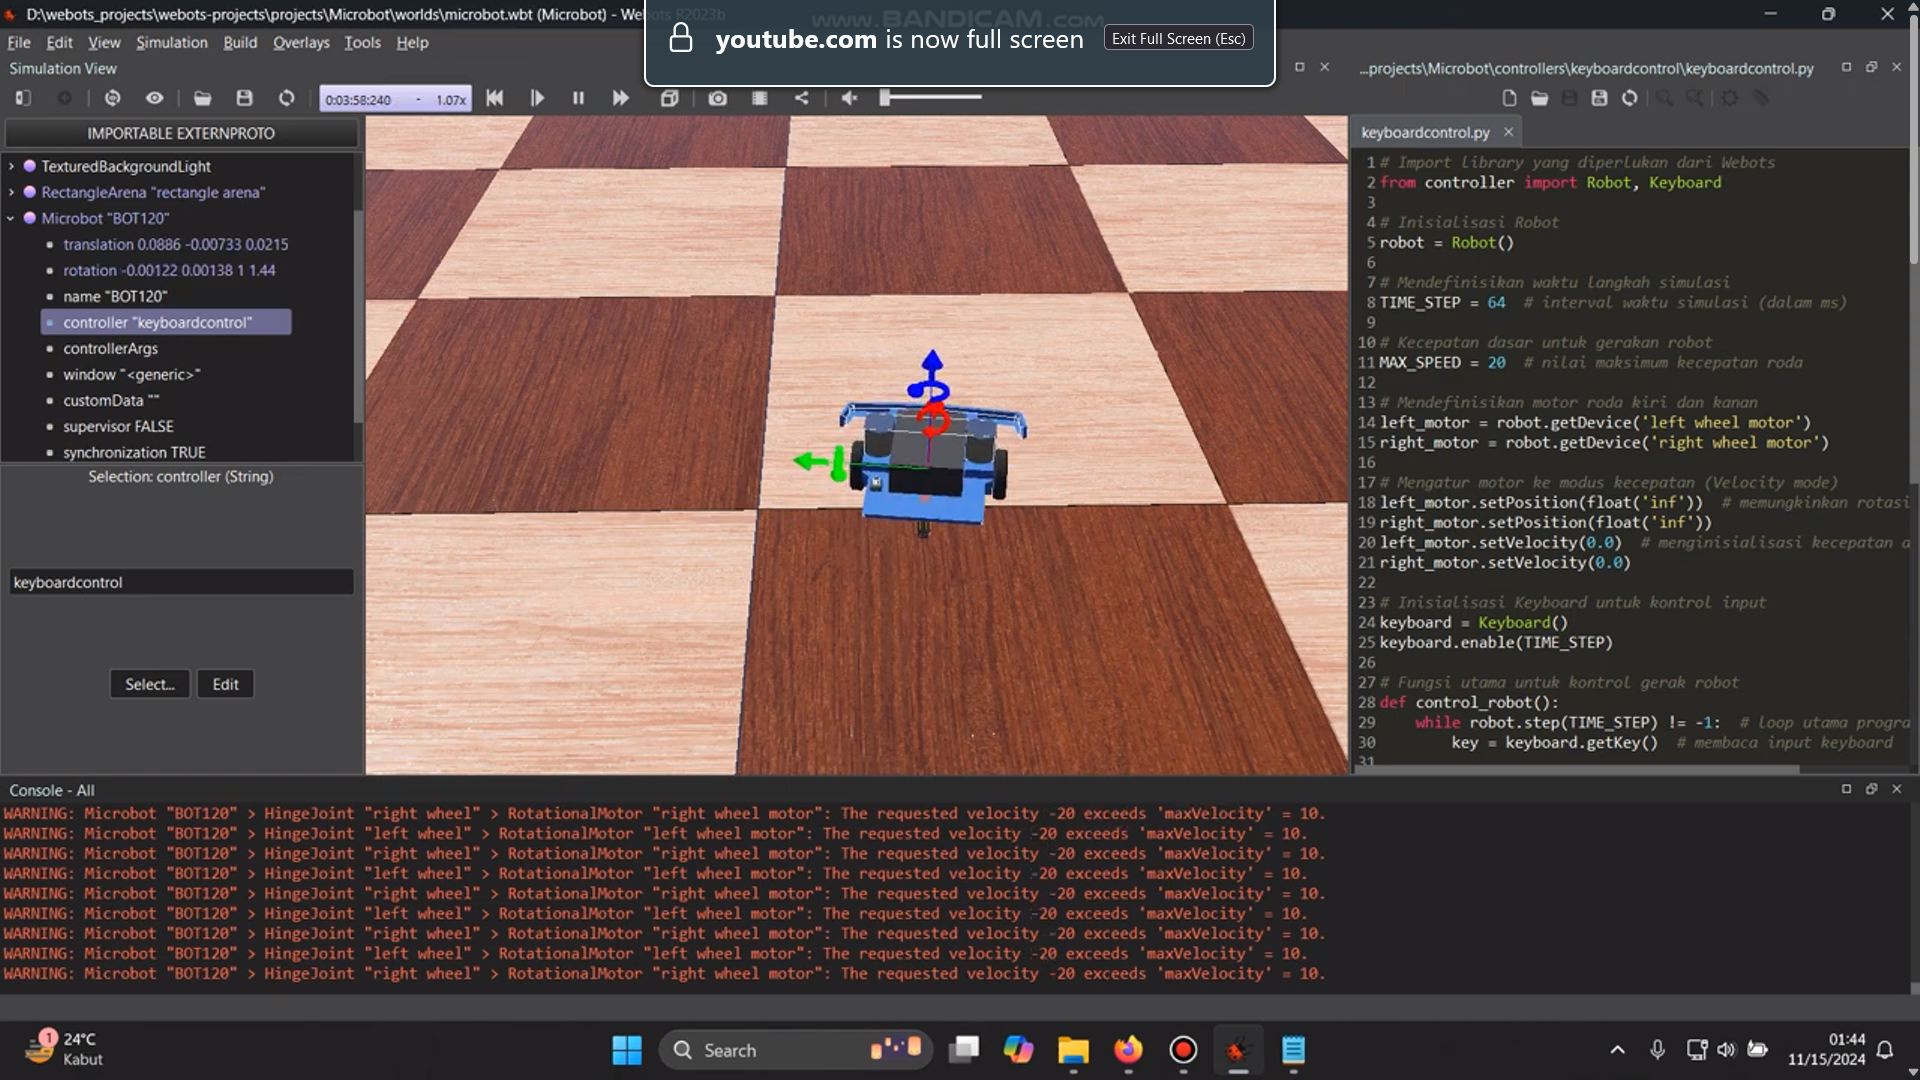 D:\webots_projects\webots-projects\projects\Microbot\worlds\microbot.wbt (Microbot) - Webots R2023b
WWW.BANDICAM.COM
youtube.com is now full screen
Exit Full Screen (Esc)
File Edit View Simulation Build Overlays Tools Help
Simulation View
...projects\Microbot\controllers\keyboardcontrol\keyboardcontrol.py
0:03:58:240 - 1.07x
IMPORTABLE EXTERNPROTO
TexturedBackgroundLight
RectangleArena "rectangle arena"
Microbot "BOT120"
translation 0.0886 -0.00733 0.0215
rotation -0.00122 0.00138 1 1.44
name "BOT120"
controller "keyboardcontrol"
controllerArgs
window "<generic>"
customData ""
supervisor FALSE
synchronization TRUE
Selection: controller (String)
keyboardcontrol
Select... Edit
keyboardcontrol.py
1 # Import library yang diperlukan dari Webots
2 from controller import Robot, Keyboard
3
4 # Inisialisasi Robot
5 robot = Robot()
6
7 # Mendefinisikan waktu langkah simulasi
8 TIME_STEP = 64  # interval waktu simulasi (dalam ms)
9
10 # Kecepatan dasar untuk gerakan robot
11 MAX_SPEED = 20  # nilai maksimum kecepatan roda
12
13 # Mendefinisikan motor roda kiri dan kanan
14 left_motor = robot.getDevice('left wheel motor')
15 right_motor = robot.getDevice('right wheel motor')
16
17 # Mengatur motor ke modus kecepatan (Velocity mode)
18 left_motor.setPosition(float('inf'))  # memungkinkan rotasi
19 right_motor.setPosition(float('inf'))
20 left_motor.setVelocity(0.0)  # menginisialisasi kecepatan a
21 right_motor.setVelocity(0.0)
22
23 # Inisialisasi Keyboard untuk kontrol input
24 keyboard = Keyboard()
25 keyboard.enable(TIME_STEP)
26
27 # Fungsi utama untuk kontrol gerak robot
28 def control_robot():
29     while robot.step(TIME_STEP) != -1:  # loop utama progra
30         key = keyboard.getKey()  # membaca input keyboard
31
Console - All
WARNING: Microbot "BOT120" > HingeJoint "right wheel" > RotationalMotor "right wheel motor": The requested velocity -20 exceeds 'maxVelocity' = 10.
WARNING: Microbot "BOT120" > HingeJoint "left wheel" > RotationalMotor "left wheel motor": The requested velocity -20 exceeds 'maxVelocity' = 10.
WARNING: Microbot "BOT120" > HingeJoint "right wheel" > RotationalMotor "right wheel motor": The requested velocity -20 exceeds 'maxVelocity' = 10.
WARNING: Microbot "BOT120" > HingeJoint "left wheel" > RotationalMotor "left wheel motor": The requested velocity -20 exceeds 'maxVelocity' = 10.
WARNING: Microbot "BOT120" > HingeJoint "right wheel" > RotationalMotor "right wheel motor": The requested velocity -20 exceeds 'maxVelocity' = 10.
WARNING: Microbot "BOT120" > HingeJoint "left wheel" > RotationalMotor "left wheel motor": The requested velocity -20 exceeds 'maxVelocity' = 10.
WARNING: Microbot "BOT120" > HingeJoint "right wheel" > RotationalMotor "right wheel motor": The requested velocity -20 exceeds 'maxVelocity' = 10.
WARNING: Microbot "BOT120" > HingeJoint "left wheel" > RotationalMotor "left wheel motor": The requested velocity -20 exceeds 'maxVelocity' = 10.
WARNING: Microbot "BOT120" > HingeJoint "right wheel" > RotationalMotor "right wheel motor": The requested velocity -20 exceeds 'maxVelocity' = 10.
1
24°C
Kabut
Search
01:44
11/15/2024